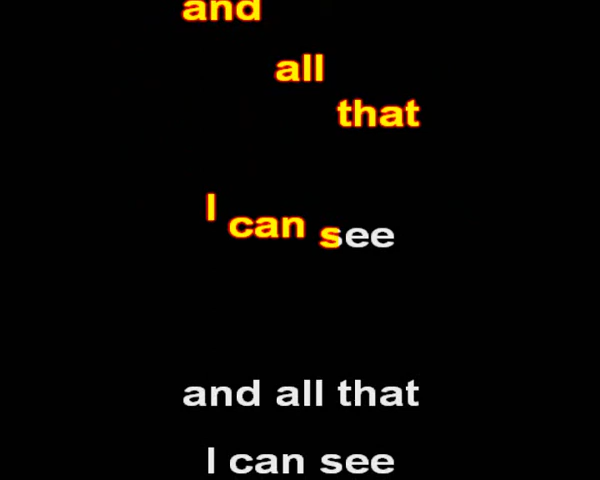 and
all
that
I can see
and all that
I can see